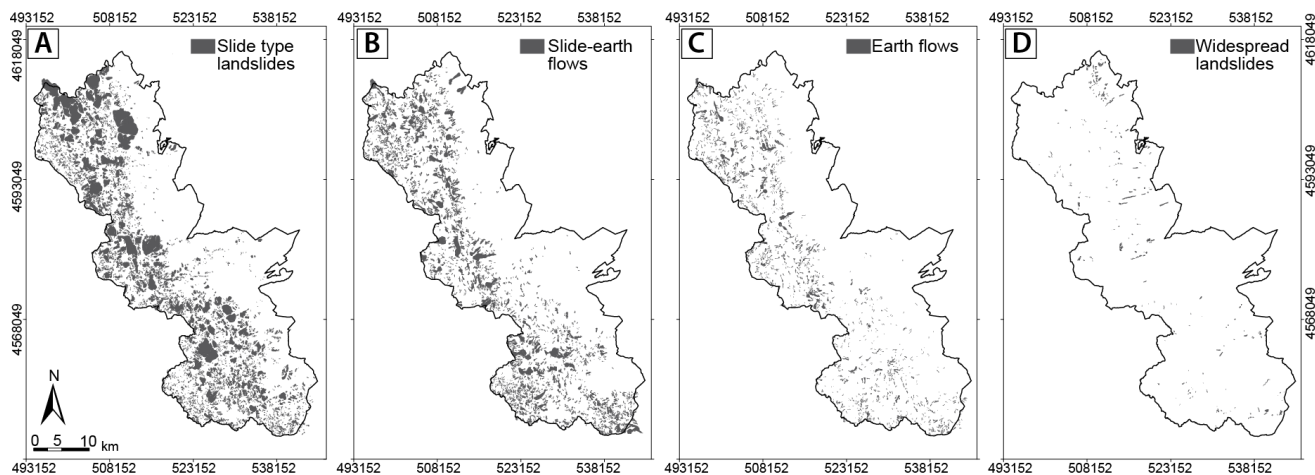 493152 508152 523152 538152 493152 508152 523152 538152 493152 508152 523152 538152 493152 508152 523152 538152
A
Slide type
landslides
B
Slide-earth
flows
C
Earth flows
D
Widespread
landslides
4618049
4593049
4568049
4618049
4593049
4568049
N
0 5 10 km
493152 508152 523152 538152 493152 508152 523152 538152 493152 508152 523152 538152 493152 508152 523152 538152